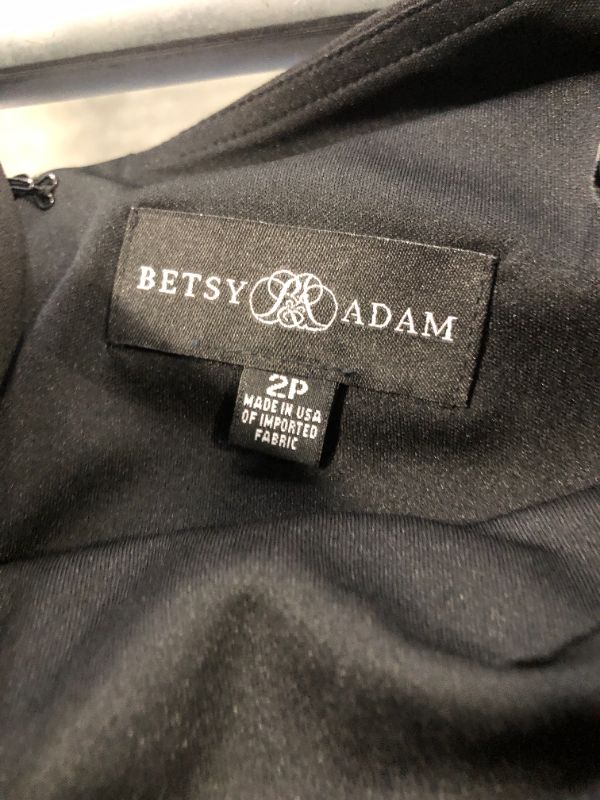 BETSY & ADAM
2P
MADE IN USA
OF IMPORTED
FABRIC